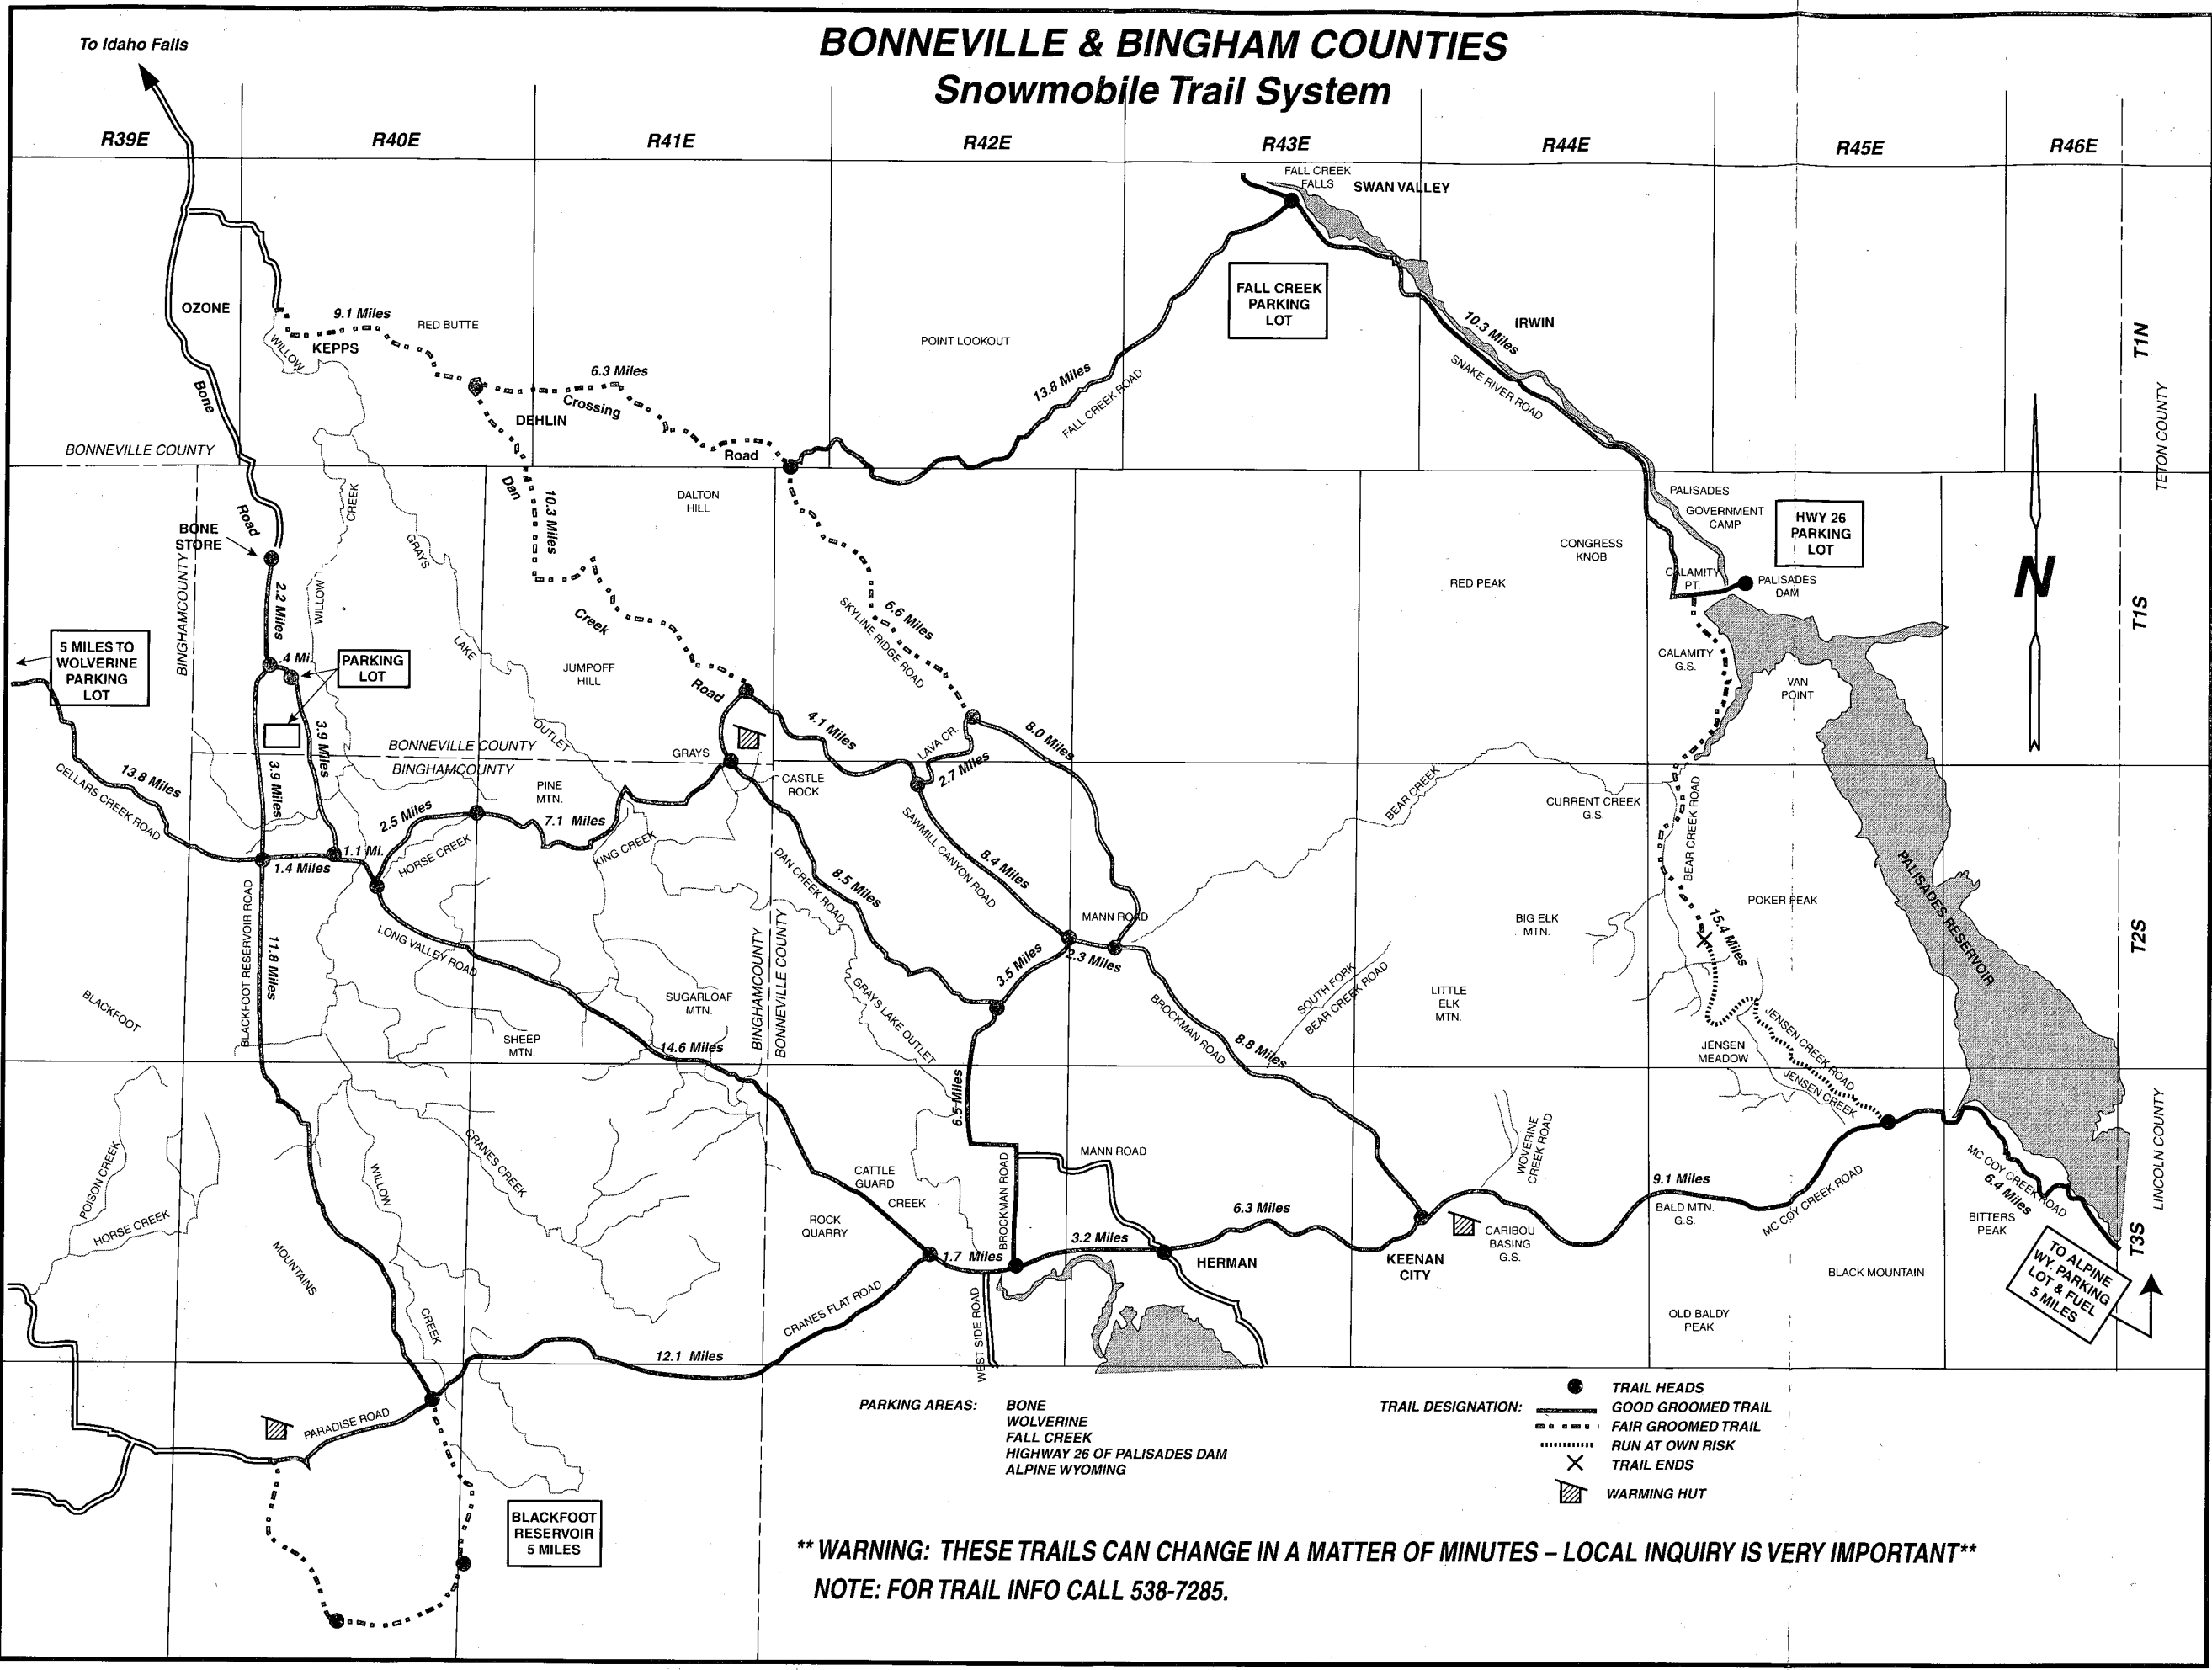 To Idaho Falls
BONNEVILLE & BINGHAM COUNTIES
Snowmobile Trail System
R39E
R40E
R41E
R42E
R43E
R44E
R45E
R46E
FALL CREEK
FALLS
SWAN VALLEY
OZONE
9.1 Miles
RED BUTTE
WILLOW
KEPPS
FALL CREEK
PARKING
LOT
10.3 Miles
IRWIN
SNAKE RIVER ROAD
T1N
POINT LOOKOUT
6.3 Miles
Crossing
DEHLIN
Road
13.8 Miles
FALL CREEK ROAD
Bone
Road
BONNEVILLE COUNTY
TETON COUNTY
BONE
STORE
BINGHAMCOUNTY
CREEK
WILLOW
GRAYS
LAKE
OUTLET
Dan
10.3 Miles
Creek
Road
DALTON
HILL
JUMPOFF
HILL
SKYLINE RIDGE ROAD
6.6 Miles
CONGRESS
KNOB
RED PEAK
PALISADES
GOVERNMENT
CAMP
HWY 26
PARKING
LOT
CALAMITY
PT.
PALISADES
DAM
N
T1S
CALAMITY
G.S.
VAN
POINT
2.2 Miles
.4 Mi.
PARKING
LOT
5 MILES TO
WOLVERINE
PARKING
LOT
3.9 Miles
3.9 Miles
13.8 Miles
CELLARS CREEK ROAD
BONNEVILLE COUNTY
BINGHAMCOUNTY
GRAYS
4.1 Miles
LAVA CR.
2.7 Miles
8.0 Miles
CASTLE
ROCK
PINE
MTN.
2.5 Miles
7.1 Miles
HORSE CREEK
KING CREEK
1.1 Mi.
1.4 Miles
BEAR CREEK
CURRENT CREEK
G.S.
BEAR CREEK ROAD
SAWMILL CANYON ROAD
8.4 Miles
DAN CREEK ROAD
8.5 Miles
MANN ROAD
2.3 Miles
3.5 Miles
BIG ELK
MTN.
POKER PEAK
15.4 Miles
PALISADES RESERVOIR
T2S
BLACKFOOT RESERVOIR ROAD
11.8 Miles
LONG VALLEY ROAD
BLACKFOOT
SUGARLOAF
MTN.
SHEEP
MTN.
14.6 Miles
BINGHAMCOUNTY
BONNEVILLE COUNTY
GRAYS LAKE OUTLET
BROCKMAN ROAD
8.8 Miles
SOUTH FORK
BEAR CREEK ROAD
LITTLE
ELK
MTN.
JENSEN
MEADOW
JENSEN CREEK ROAD
JENSEN CREEK
6.5 Miles
MANN ROAD
BROCKMAN ROAD
WOVERINE
CREEK ROAD
LINCOLN COUNTY
POISON CREEK
HORSE CREEK
CRANES CREEK
WILLOW
CREEK
MOUNTAINS
CATTLE
GUARD
CREEK
ROCK
QUARRY
1.7 Miles
3.2 Miles
HERMAN
6.3 Miles
KEENAN
CITY
CARIBOU
BASING
G.S.
9.1 Miles
BALD MTN.
G.S.
MC COY CREEK ROAD
MC COY CREEK ROAD
6.4 Miles
BITTERS
PEAK
T3S
TO ALPINE
WY. PARKING
LOT & FUEL
5 MILES
BLACK MOUNTAIN
OLD BALDY
PEAK
CRANES FLAT ROAD
WEST SIDE ROAD
12.1 Miles
PARADISE ROAD
BLACKFOOT
RESERVOIR
5 MILES
PARKING AREAS: BONE
WOLVERINE
FALL CREEK
HIGHWAY 26 OF PALISADES DAM
ALPINE WYOMING
TRAIL DESIGNATION:
TRAIL HEADS
GOOD GROOMED TRAIL
FAIR GROOMED TRAIL
RUN AT OWN RISK
TRAIL ENDS
WARMING HUT
** WARNING: THESE TRAILS CAN CHANGE IN A MATTER OF MINUTES – LOCAL INQUIRY IS VERY IMPORTANT**
NOTE: FOR TRAIL INFO CALL 538-7285.